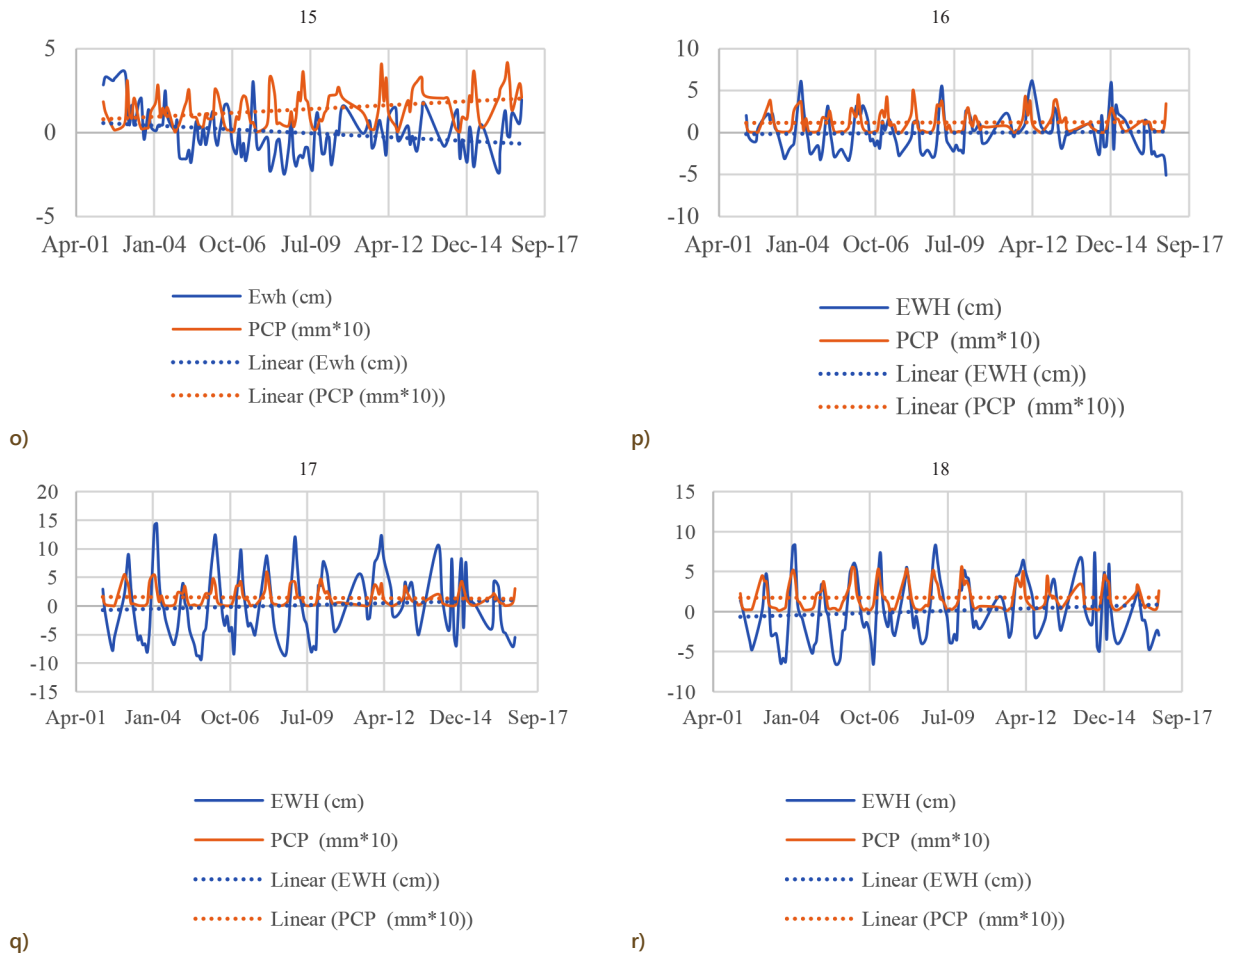 15
5
0
-5
Apr-01 Jan-04 Oct-06 Jul-09 Apr-12 Dec-14 Sep-17
Ewh (cm)
PCP (mm*10)
Linear (Ewh (cm))
Linear (PCP (mm*10))
o)
16
10
5
0
-5
-10
Apr-01 Jan-04 Oct-06 Jul-09 Apr-12 Dec-14 Sep-17
EWH (cm)
PCP (mm*10)
Linear (EWH (cm))
Linear (PCP (mm*10))
p)
17
20
15
10
5
0
-5
-10
-15
Apr-01 Jan-04 Oct-06 Jul-09 Apr-12 Dec-14 Sep-17
EWH (cm)
PCP (mm*10)
Linear (EWH (cm))
Linear (PCP (mm*10))
q)
18
15
10
5
0
-5
-10
Apr-01 Jan-04 Oct-06 Jul-09 Apr-12 Dec-14 Sep-17
EWH (cm)
PCP (mm*10)
Linear (EWH (cm))
Linear (PCP (mm*10))
r)